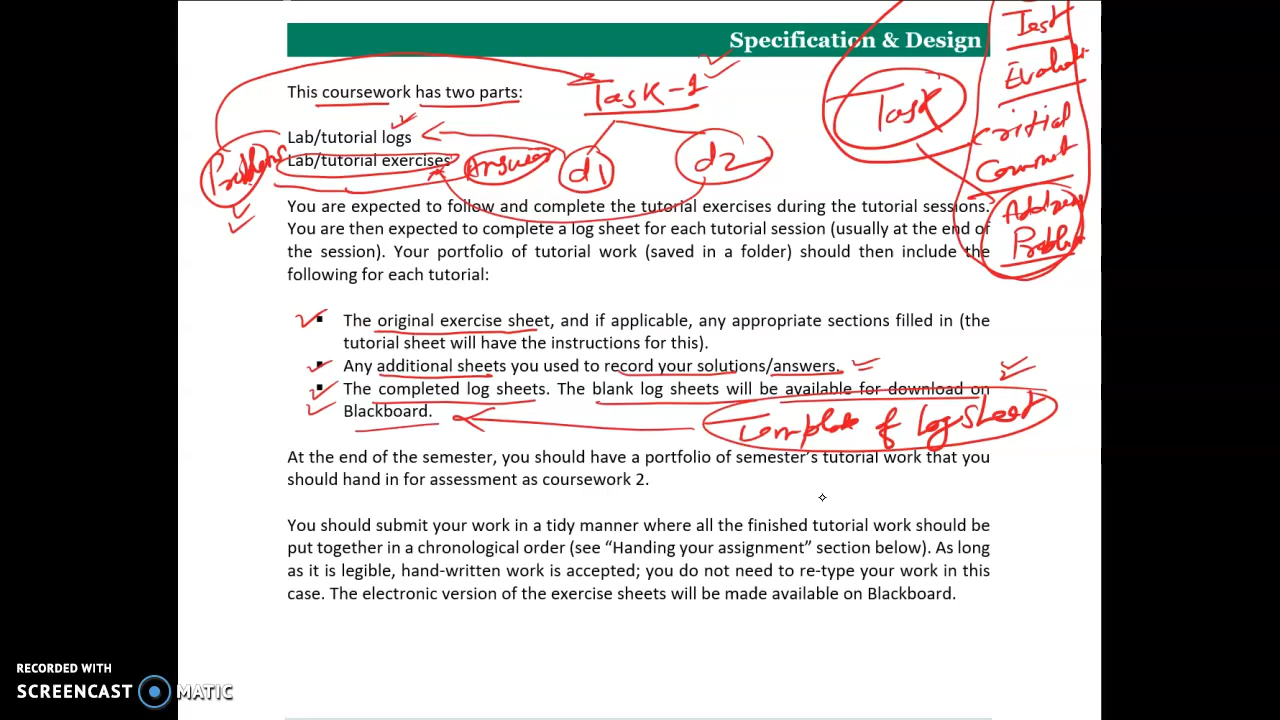 Specification & Design
Test
Evaluati
Task
Critical
Comment
Problem
Task-1
d1
d2
Answer
Problems
This coursework has two parts:
Lab/tutorial logs
Lab/tutorial exercises
You are expected to follow and complete the tutorial exercises during the tutorial sessions.
You are then expected to complete a log sheet for each tutorial session (usually at the end of
the session). Your portfolio of tutorial work (saved in a folder) should then include the
following for each tutorial:
▪ The original exercise sheet, and if applicable, any appropriate sections filled in (the
tutorial sheet will have the instructions for this).
▪ Any additional sheets you used to record your solutions/answers.
▪ The completed log sheets. The blank log sheets will be available for download on
Blackboard.
Template of log sheet
At the end of the semester, you should have a portfolio of semester's tutorial work that you
should hand in for assessment as coursework 2.
You should submit your work in a tidy manner where all the finished tutorial work should be
put together in a chronological order (see “Handing your assignment” section below). As long
as it is legible, hand-written work is accepted; you do not need to re-type your work in this
case. The electronic version of the exercise sheets will be made available on Blackboard.
RECORDED WITH
SCREENCAST MATIC